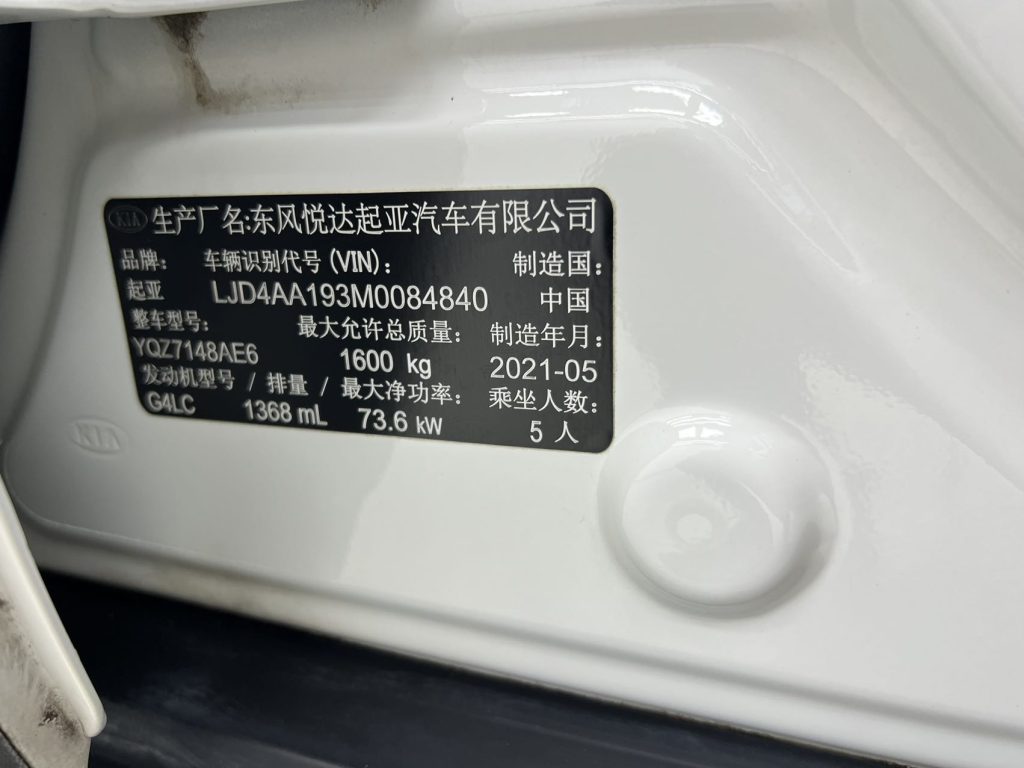 KIA 生产厂名:东风悦达起亚汽车有限公司
品牌: 车辆识别代号(VIN): 制造国:
起亚 LJD4AA193M0084840 中国
整车型号: 最大允许总质量: 制造年月:
YQZ7148AE6 1600 kg 2021-05
发动机型号 / 排量 / 最大净功率: 乘坐人数:
G4LC 1368 mL 73.6 kW 5 人
KIA